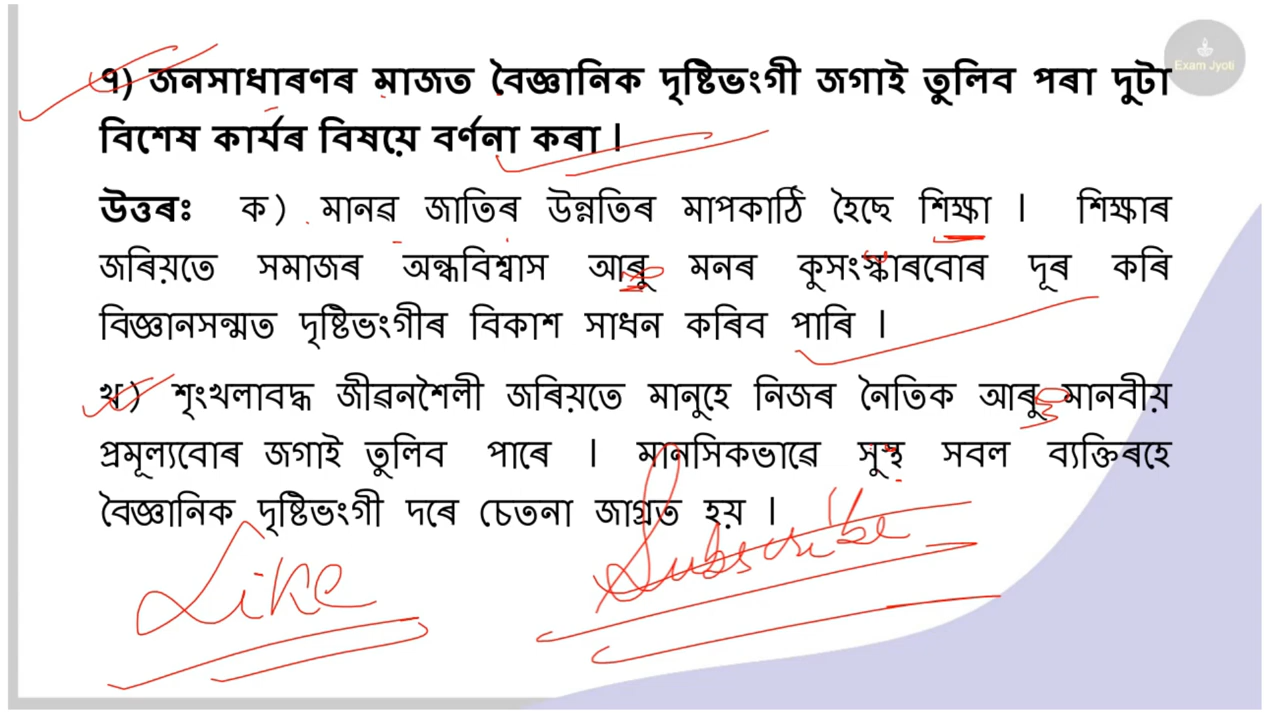 Exam Jyoti
৭) জনসাধাৰণৰ মাজত বৈজ্ঞানিক দৃষ্টিভংগী জগাই তুলিব পৰা দুটা
বিশেষ কাৰ্যৰ বিষয়ে বৰ্ণনা কৰা ।
উত্তৰঃ ক) মানৱ জাতিৰ উন্নতিৰ মাপকাঠি হৈছে শিক্ষা । শিক্ষাৰ
জৰিয়তে সমাজৰ অন্ধবিশ্বাস আৰু মনৰ কুসংস্কাৰবোৰ দূৰ কৰি
বিজ্ঞানসন্মত দৃষ্টিভংগীৰ বিকাশ সাধন কৰিব পাৰি ।
খ) শৃংখলাবদ্ধ জীৱনশৈলী জৰিয়তে মানুহে নিজৰ নৈতিক আৰু মানবীয়
প্ৰমূল্যবোৰ জগাই তুলিব পাৰে । মানসিকভাৱে সুস্থ সবল ব্যক্তিৰহে
বৈজ্ঞানিক দৃষ্টিভংগী দৰে চেতনা জাগ্ৰত হয় ।
Like Subscribe